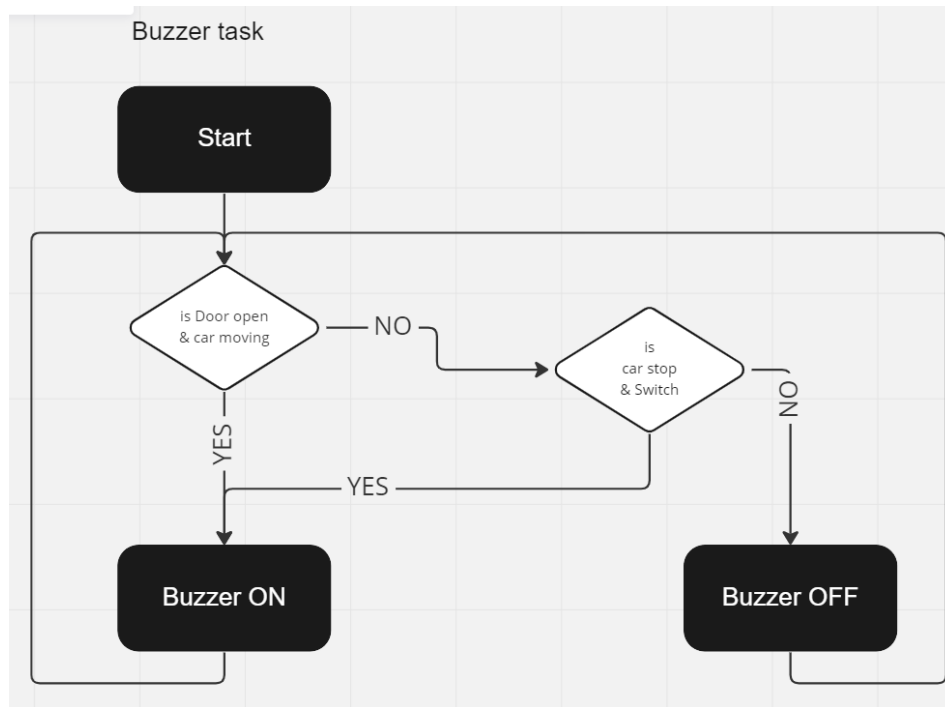 Buzzer task
Start
is Door open
& car moving
NO
is
car stop
& Switch
NO
YES
YES
Buzzer ON
Buzzer OFF